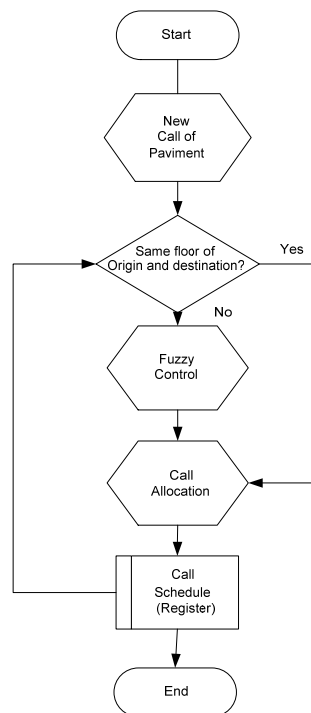 Start
New
Call of
Paviment
Same floor of
Origin and destination?
Yes
No
Fuzzy
Control
Call
Allocation
Call
Schedule
(Register)
End